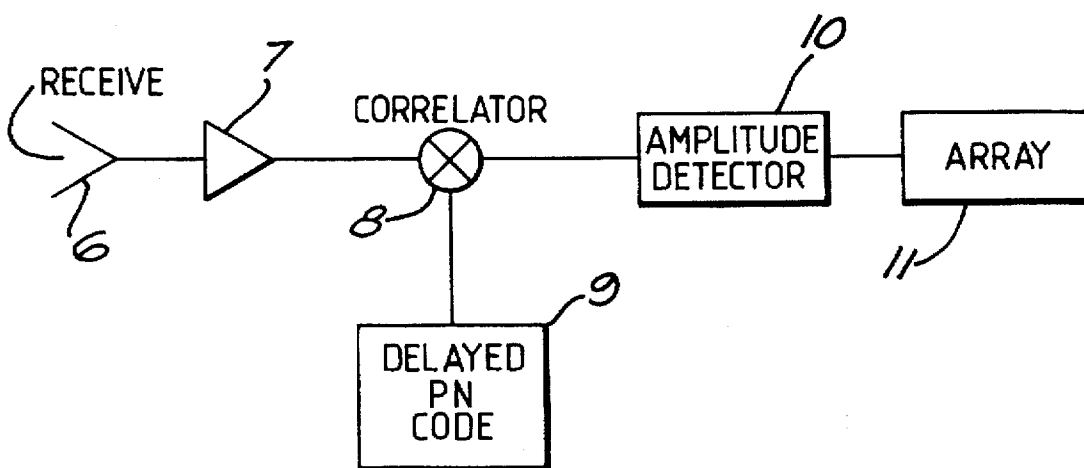 7
10
RECEIVE
CORRELATOR
AMPLITUDE
DETECTOR
ARRAY
6
8
11
9
DELAYED
PN
CODE